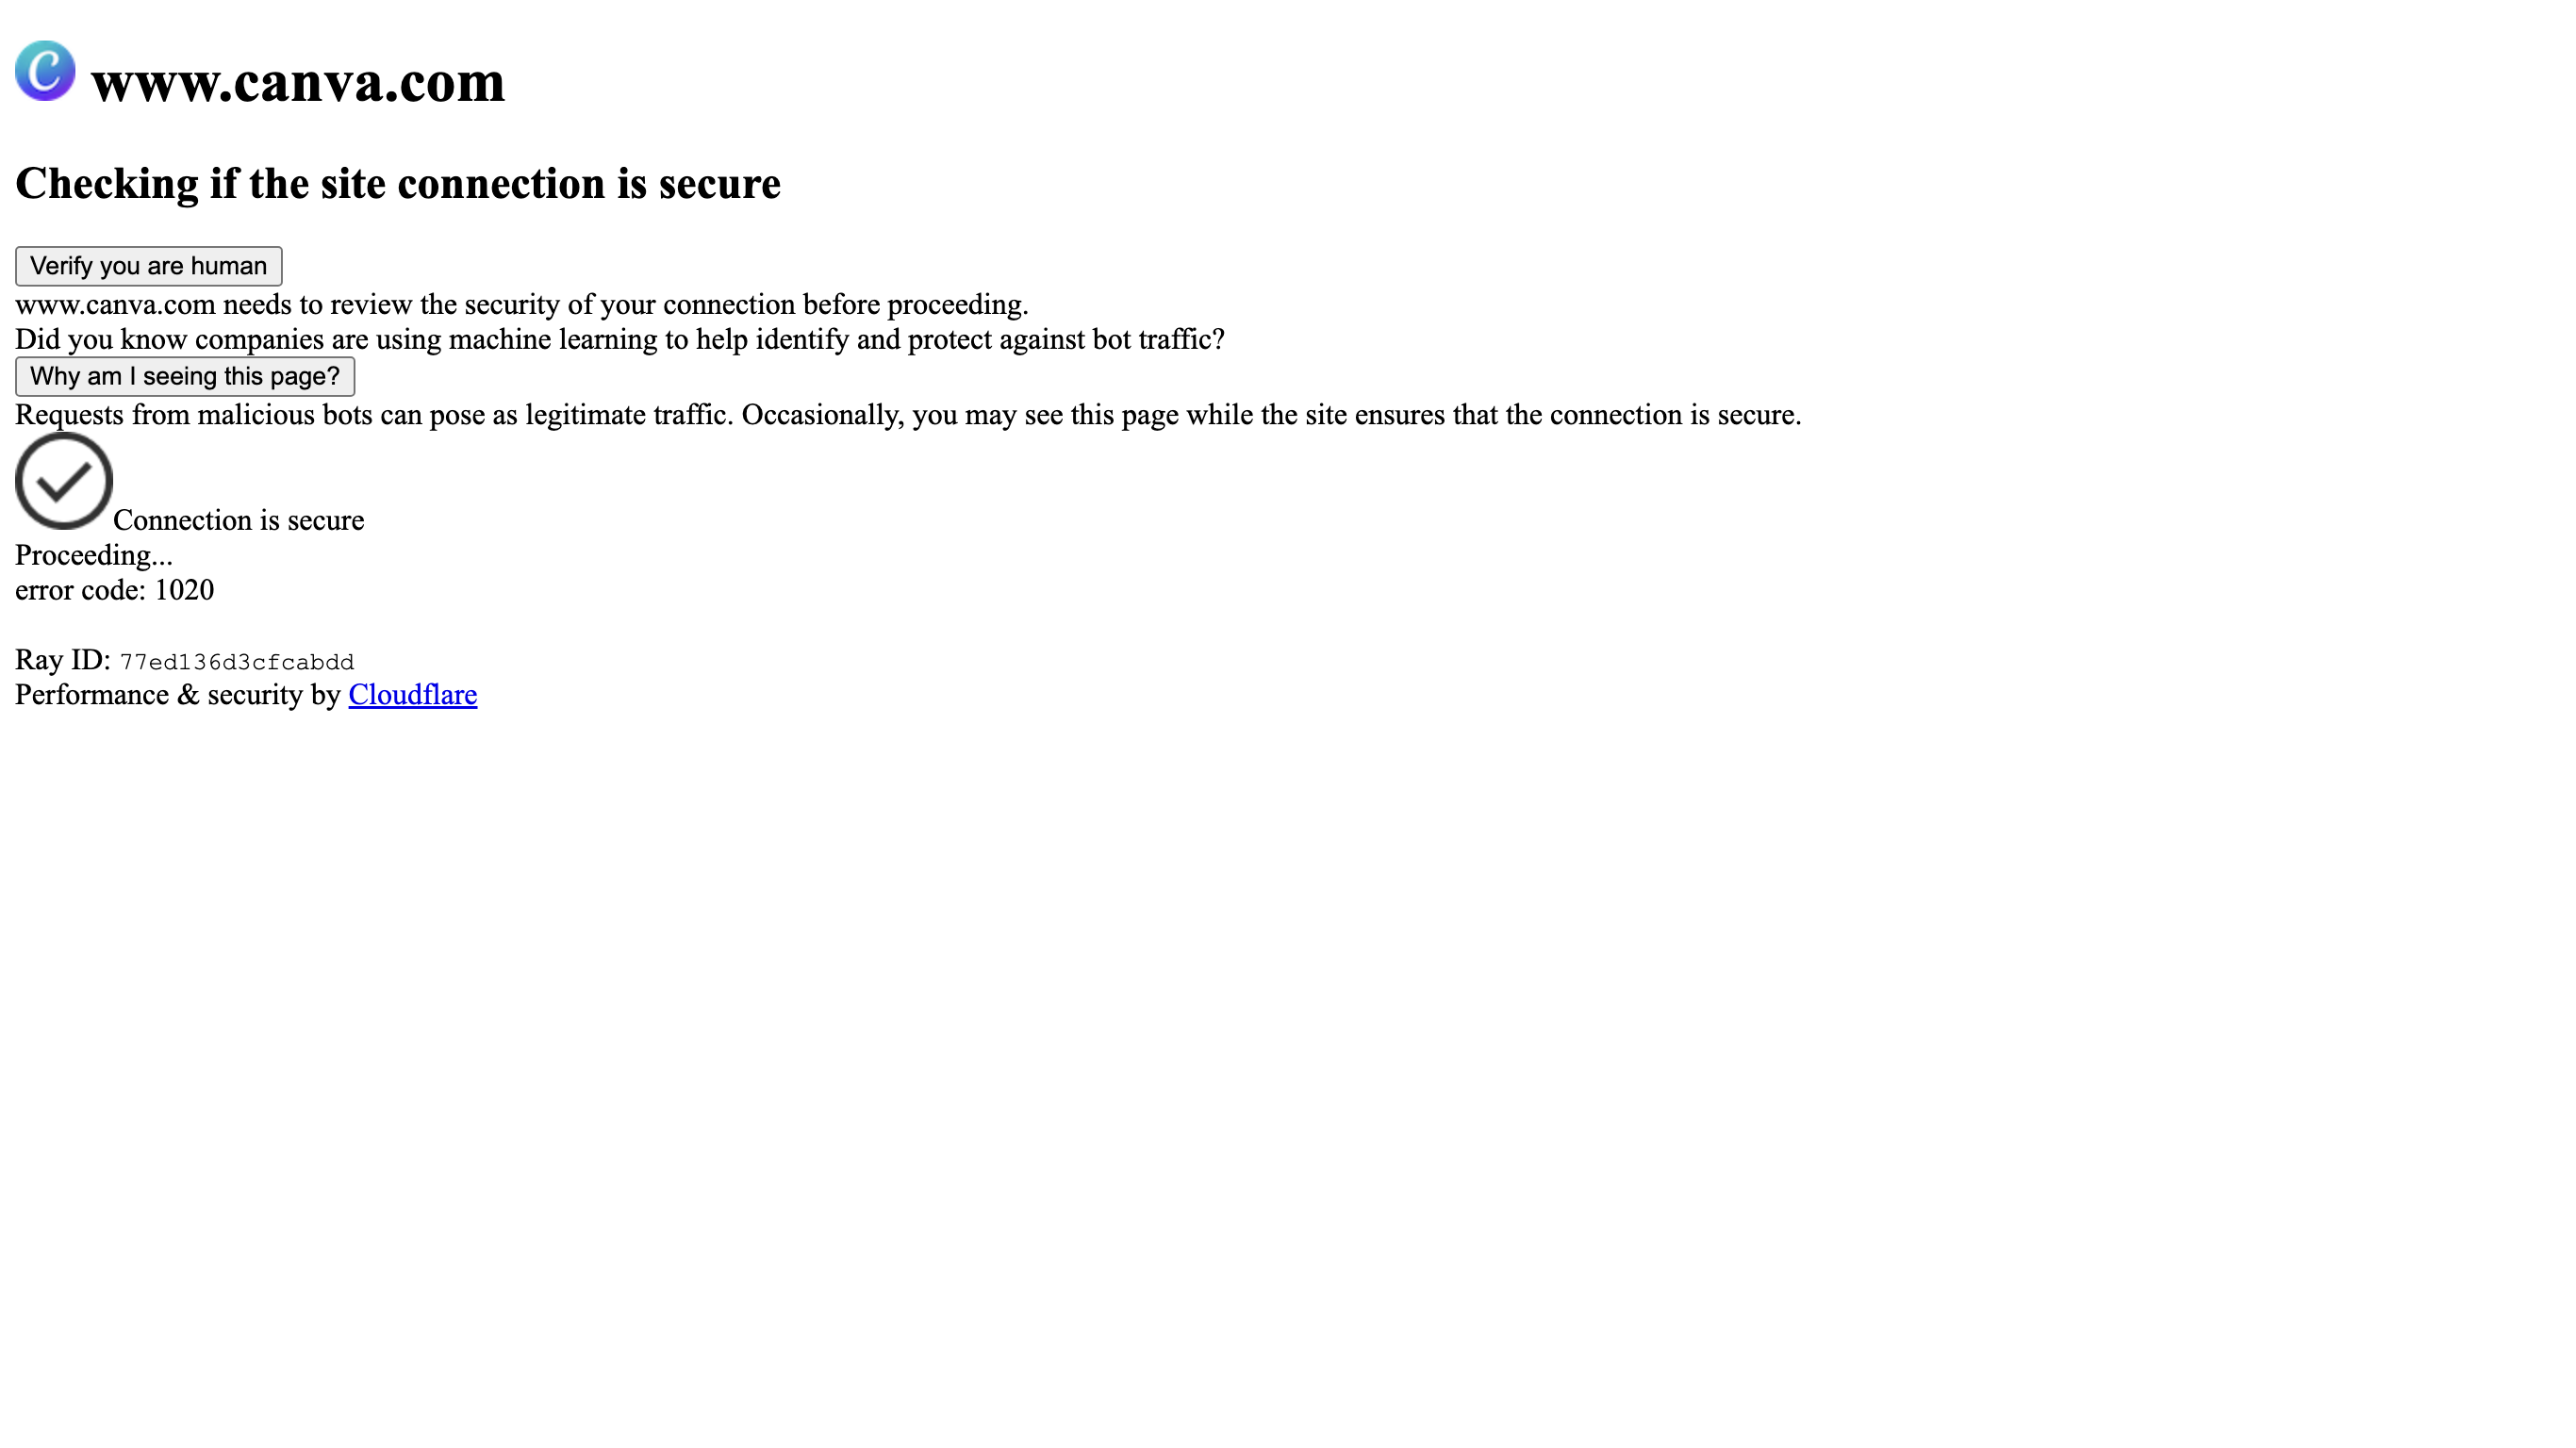 www.canva.com
Checking if the site connection is secure
Verify you are human
www.canva.com needs to review the security of your connection before proceeding.
Did you know companies are using machine learning to help identify and protect against bot traffic?
Why am I seeing this page?
Requests from malicious bots can pose as legitimate traffic. Occasionally, you may see this page while the site ensures that the connection is secure.
Connection is secure
Proceeding...
error code: 1020
Ray ID: 77ed136d3cfcabdd
Performance & security by Cloudflare